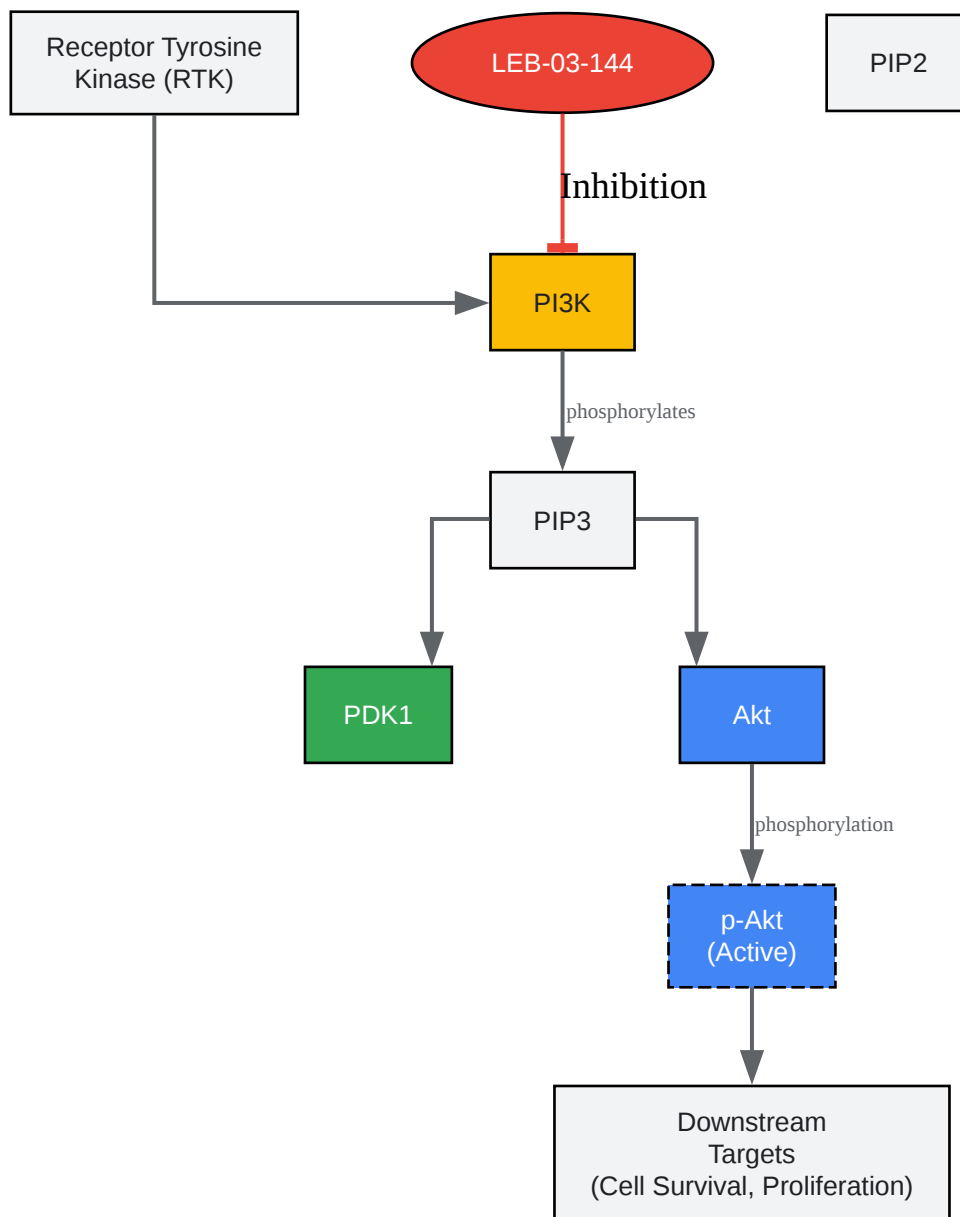 Receptor Tyrosine
Kinase (RTK)
LEB-03-144
PIP2
Inhibition
PI3K
phosphorylates
PIP3
PDK1
Akt
phosphorylation
p-Akt
(Active)
Downstream
Targets
(Cell Survival, Proliferation)